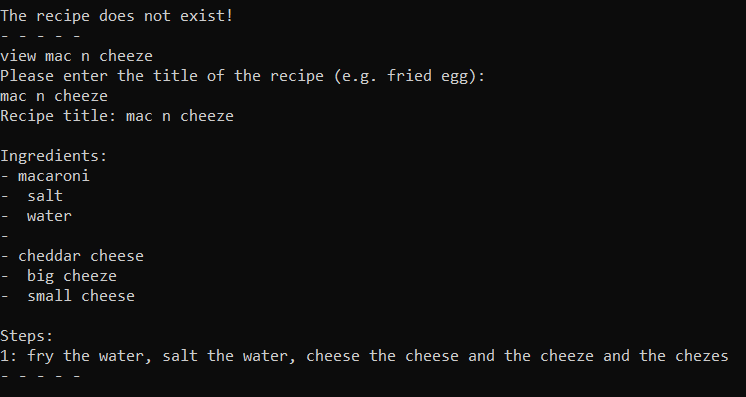 The recipe does not exist!
- - - - -
view mac n cheeze
Please enter the title of the recipe (e.g. fried egg):
mac n cheeze
Recipe title: mac n cheeze

Ingredients:
- macaroni
-  salt
-  water
-
- cheddar cheese
-  big cheeze
-  small cheese

Steps:
1: fry the water, salt the water, cheese the cheese and the cheeze and the chezes
- - - - -